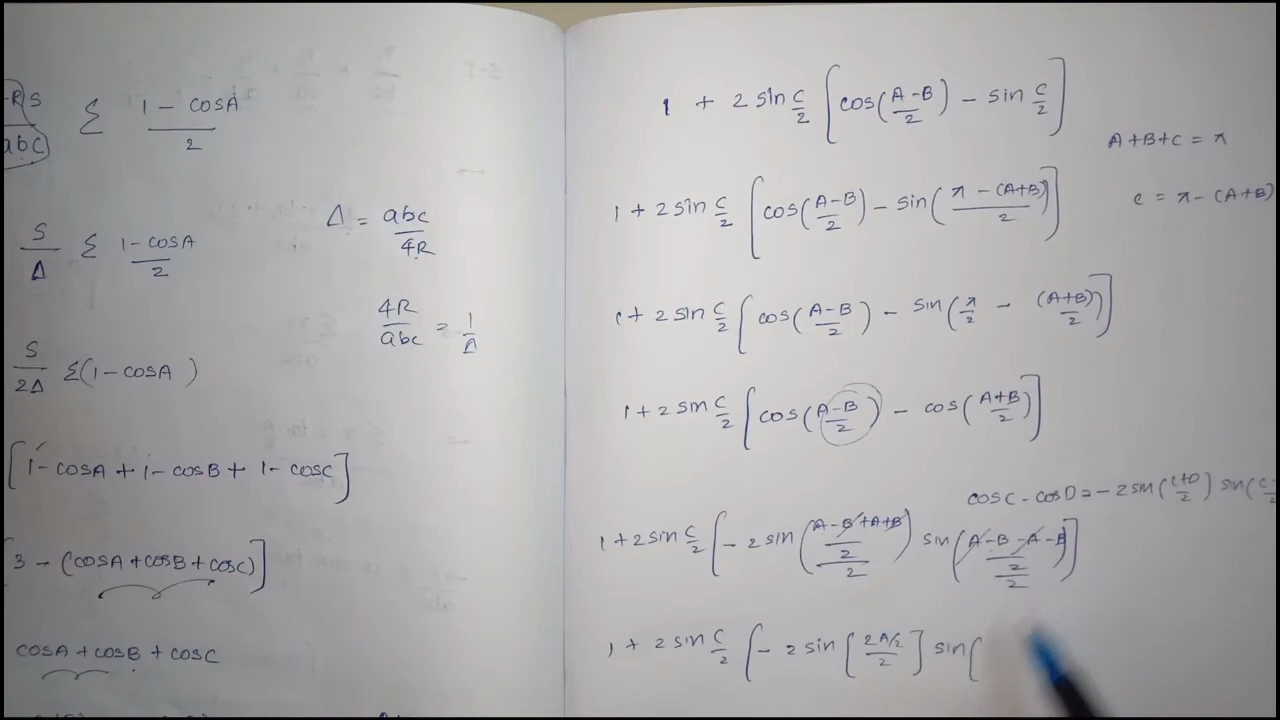 -R s / abc Σ 1 - cosA / 2
S / Δ Σ 1-cosA / 2
Δ = abc / 4R
4R / abc = 1 / Δ
S / 2Δ Σ(1-cosA)
[1-cosA + 1-cosB + 1-cosC]
[3 - (cosA+cosB+cosC)]
cosA + cosB + cosC
1 + 2 sin C/2 [cos(A-B/2) - sin C/2]
A+B+C = π
C = π-(A+B)
1 + 2 sin C/2 [cos(A-B/2) - sin(π-(A+B)/2)]
1 + 2 sin C/2 [cos(A-B/2) - sin(π/2 - (A+B)/2)]
1 + 2 sin C/2 [cos(A-B/2) - cos(A+B/2)]
cosC - cosD = -2 sin(C+D/2) sin(C
1 + 2 sin C/2 [-2 sin(A-B+A+B/2/2) sin(A-B-A-B/2/2)]
1 + 2 sin C/2 [-2 sin[2A/2/2] sin(